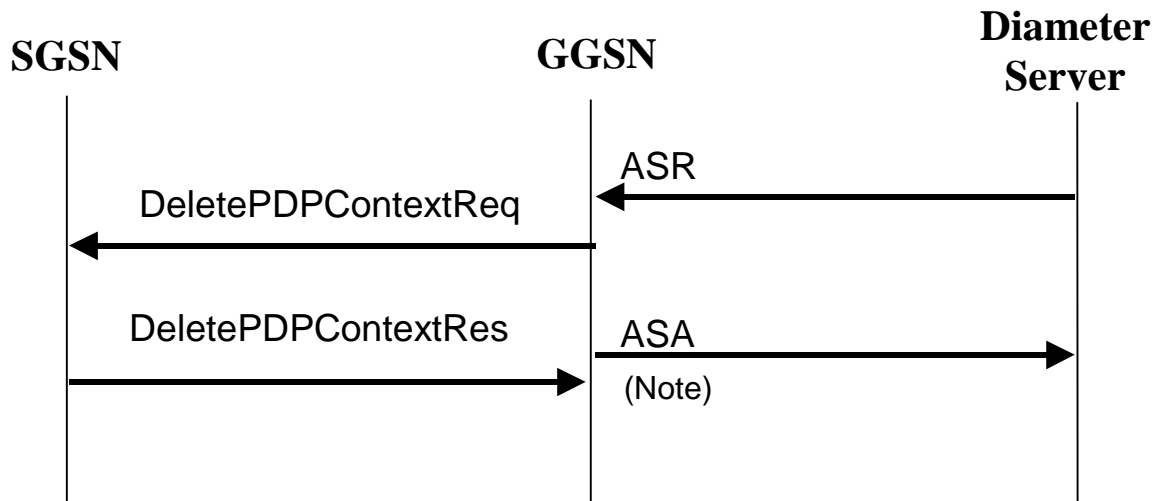 SGSN
GGSN
Diameter
Server
ASR
DeletePDPContextReq
DeletePDPContextRes
ASA
(Note)